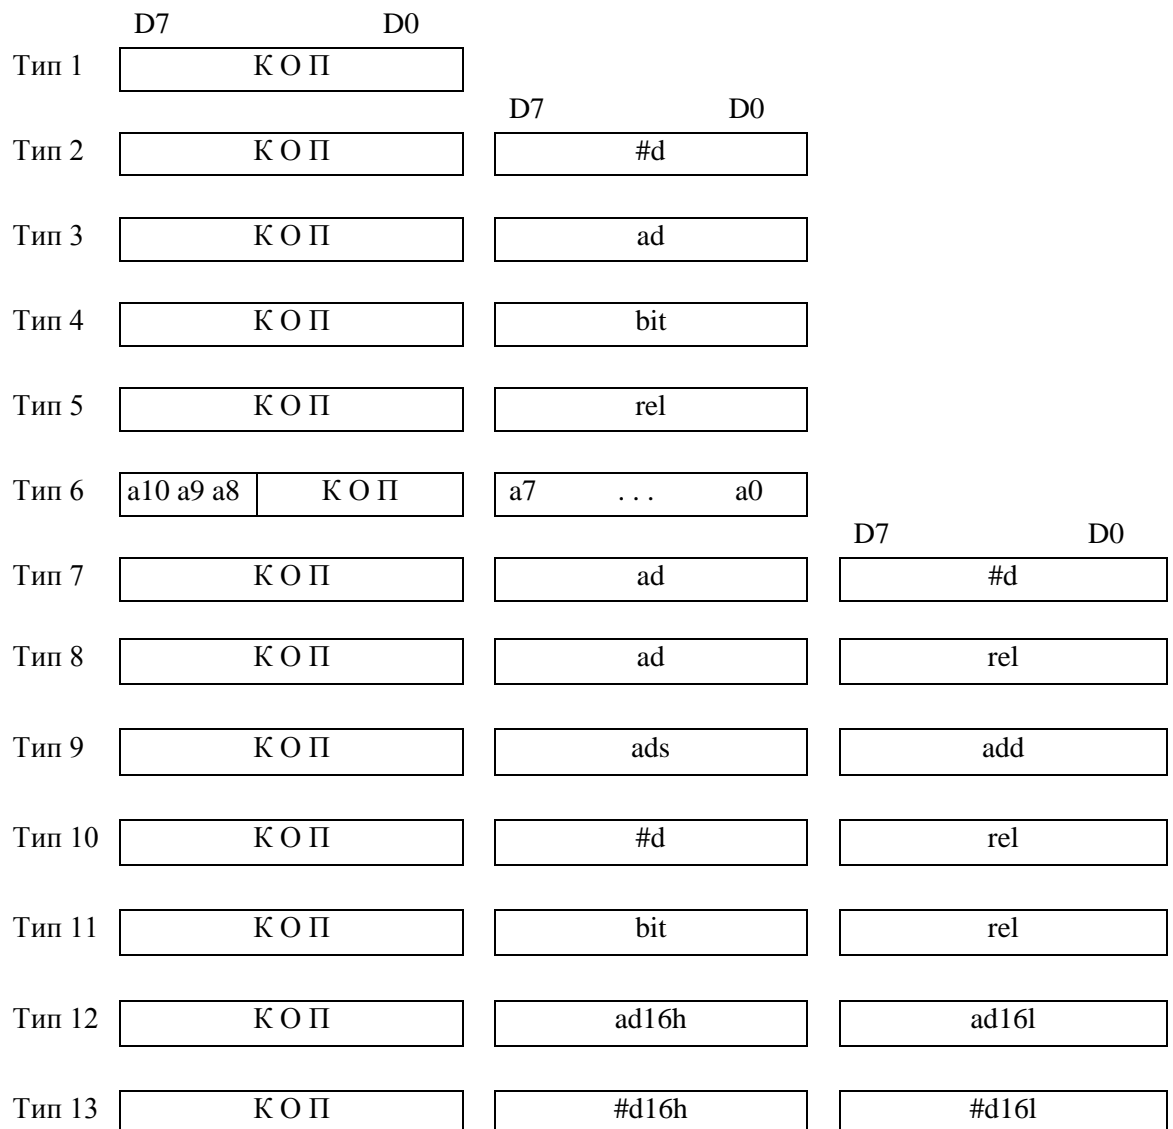 D7 D0
Тип 1 К О П
D7 D0
Тип 2 К О П #d
Тип 3 К О П ad
Тип 4 К О П bit
Тип 5 К О П rel
Тип 6 a10 a9 a8 К О П a7 . . . a0
D7 D0
Тип 7 К О П ad #d
Тип 8 К О П ad rel
Тип 9 К О П ads add
Тип 10 К О П #d rel
Тип 11 К О П bit rel
Тип 12 К О П ad16h ad16l
Тип 13 К О П #d16h #d16l